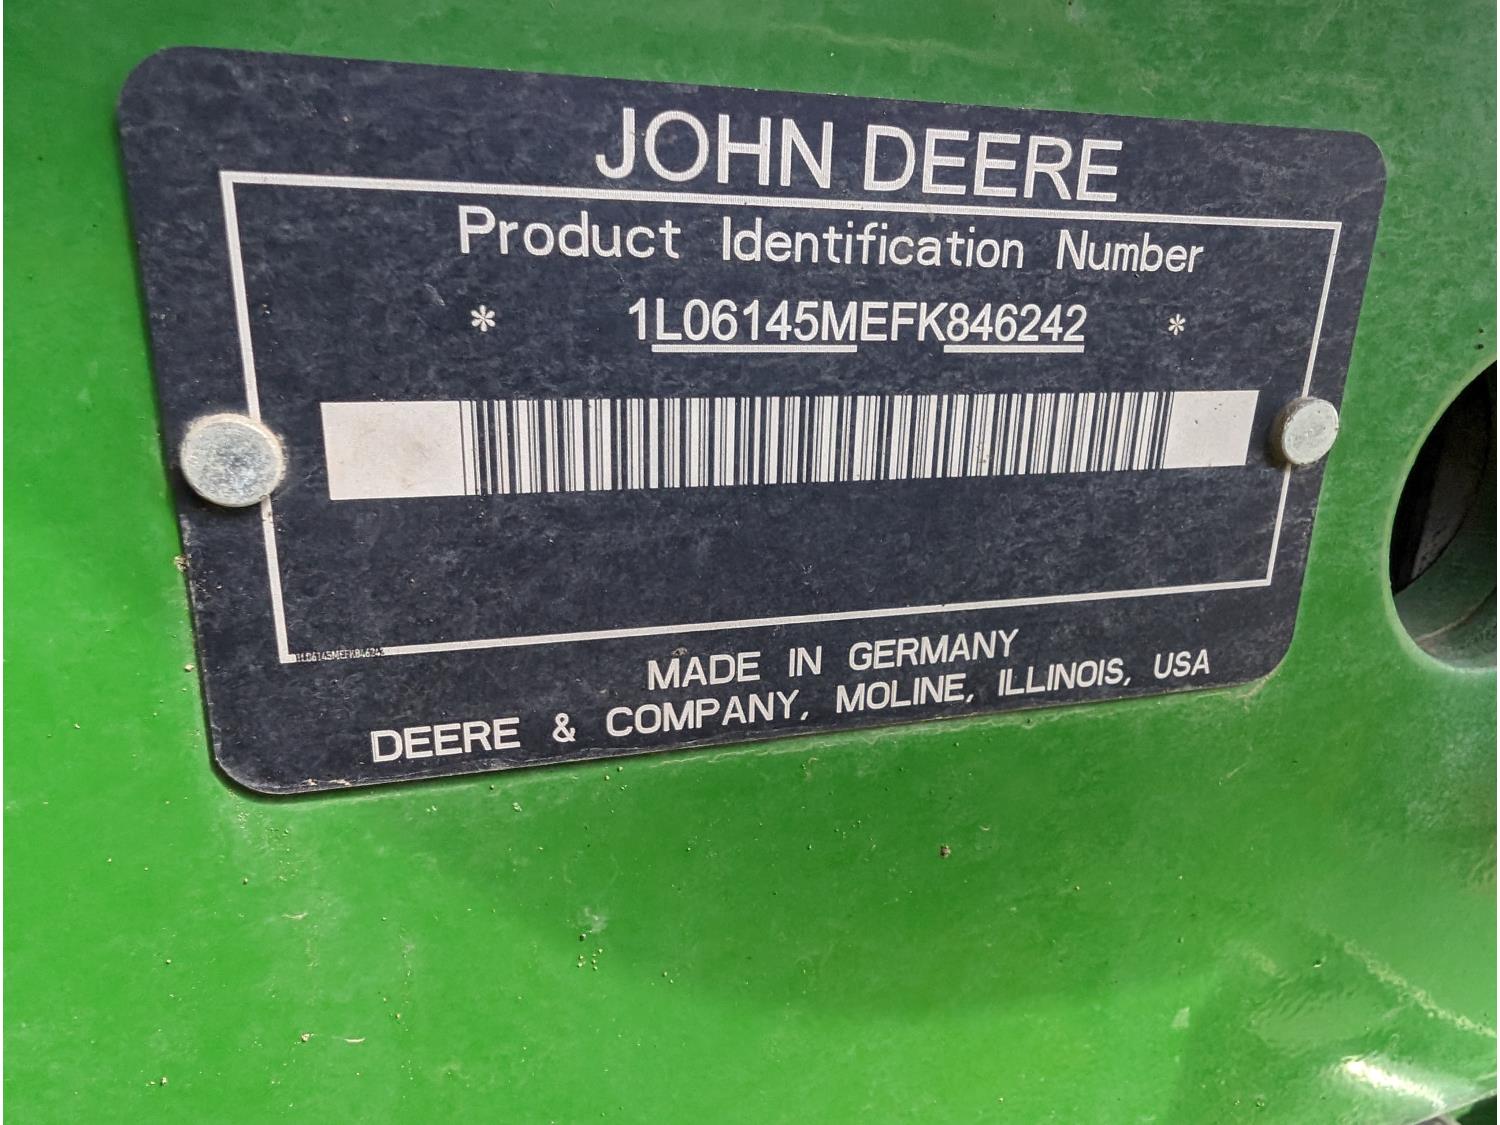 JOHN DEERE
Product Identification Number
* 1L06145MEFK846242 *
1L06145MEFK846242
MADE IN GERMANY
DEERE & COMPANY, MOLINE, ILLINOIS, USA